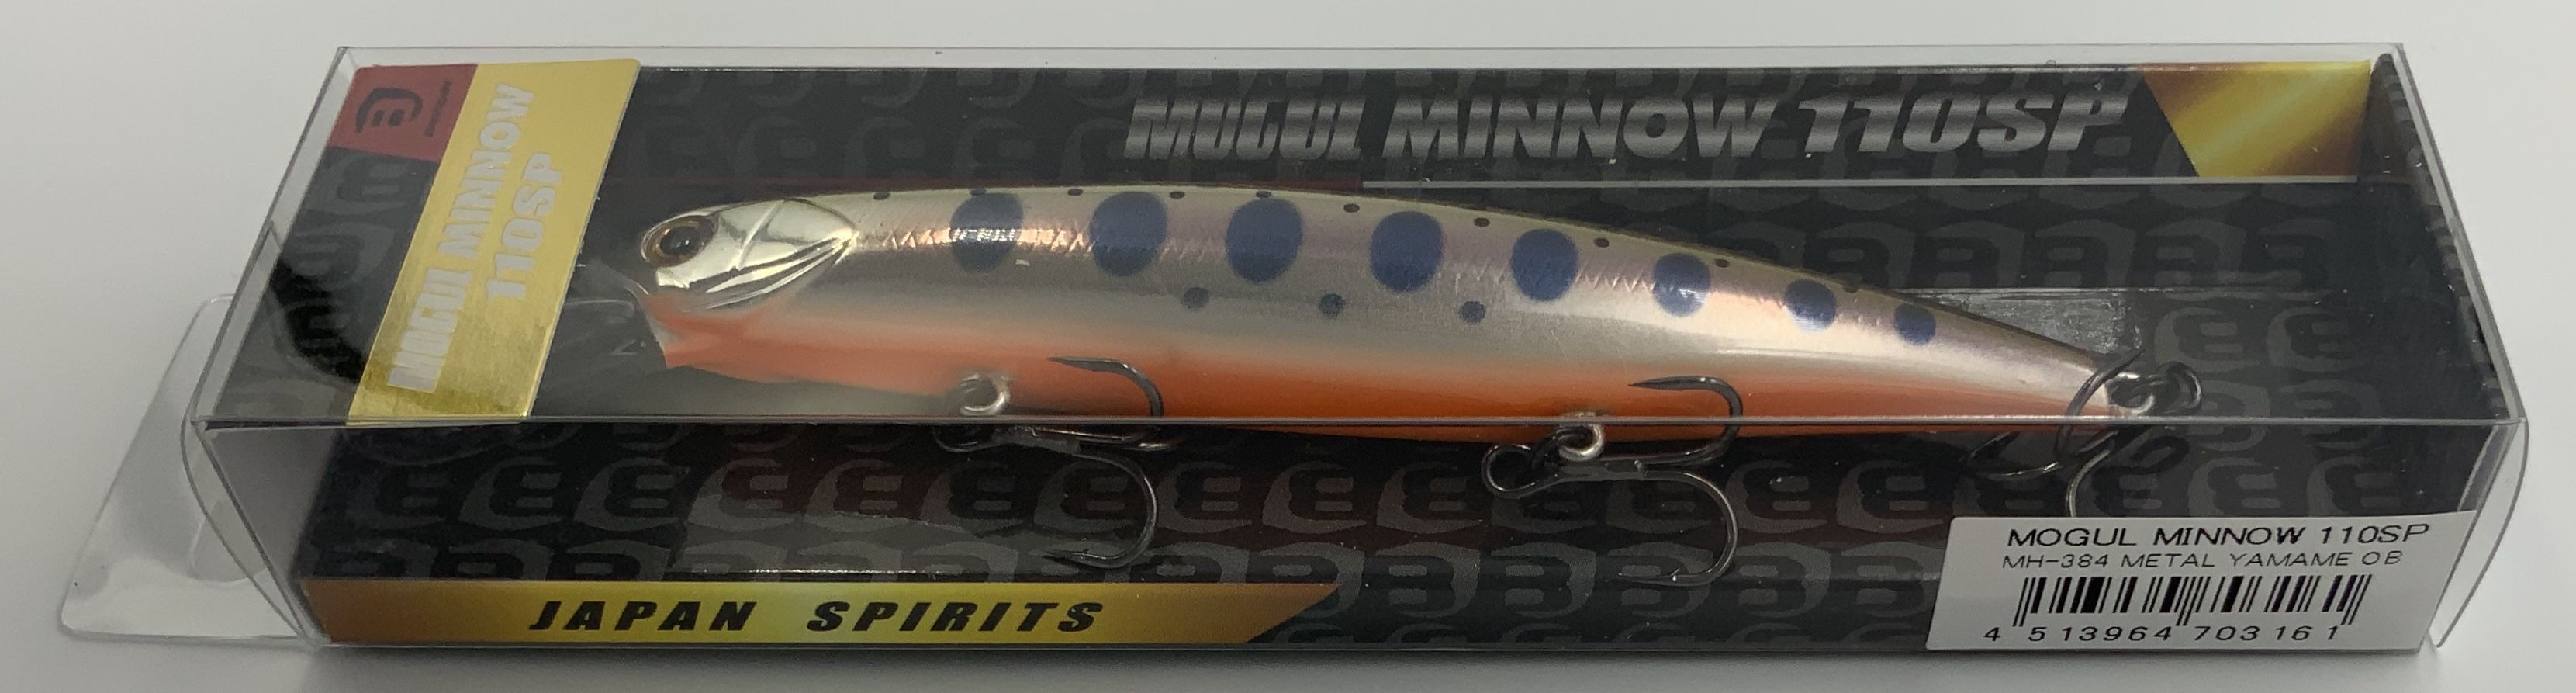 MOGUL MINNOW 110SP
MOGUL MINNOW
110SP
JAPAN SPIRITS
MOGUL MINNOW 110SP
MH-384 METAL YAMAME OB
4 513964 703161